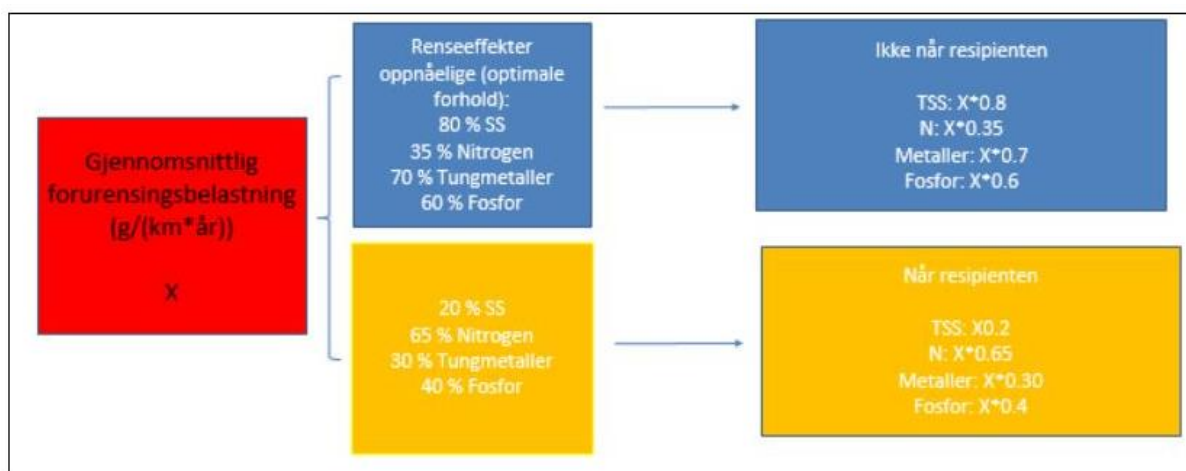 Gjennomsnittlig
forurensingsbelastning
(g/(km*år))
X
Renseeffekter
oppnåelige (optimale
forhold):
80 % SS
35 % Nitrogen
70 % Tungmetaller
60 % Fosfor
Ikke når resipienten
TSS: X*0.8
N: X*0.35
Metaller: X*0.7
Fosfor: X*0.6
20 % SS
65 % Nitrogen
30 % Tungmetaller
40 % Fosfor
Når resipienten
TSS: X0.2
N: X*0.65
Metaller: X*0.30
Fosfor: X*0.4